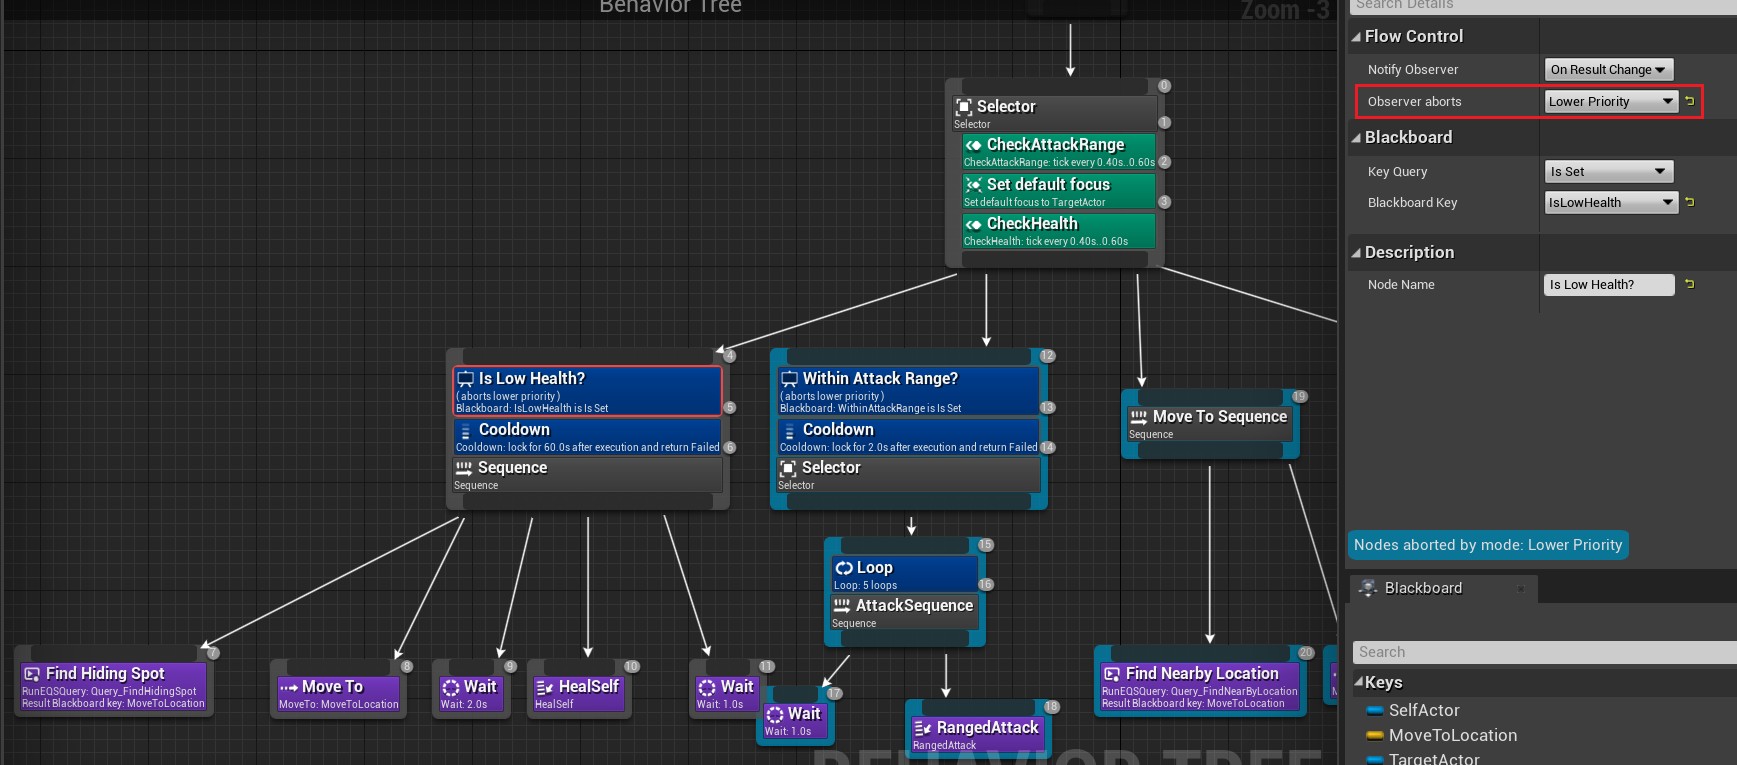 Behavior Tree
Zoom -3
0
Selector
Selector
1
CheckAttackRange
CheckAttackRange: tick every 0.40s..0.60s
2
Set default focus
Set default focus to TargetActor
3
CheckHealth
CheckHealth: tick every 0.40s..0.60s
4
Is Low Health?
( aborts lower priority )
Blackboard: IsLowHealth is Is Set
5
Cooldown
Cooldown: lock for 60.0s after execution and return Failed
6
Sequence
Sequence
12
Within Attack Range?
( aborts lower priority )
Blackboard: WithinAttackRange is Is Set
13
Cooldown
Cooldown: lock for 2.0s after execution and return Failed
14
Selector
Selector
19
Move To Sequence
Sequence
15
Loop
Loop: 5 loops
16
AttackSequence
Sequence
7
Find Hiding Spot
RunEQSQuery: Query_FindHidingSpot
Result Blackboard key: MoveToLocation
8
Move To
MoveTo: MoveToLocation
9
Wait
Wait: 2.0s
10
HealSelf
HealSelf
11
Wait
Wait: 1.0s
17
Wait
Wait: 1.0s
18
RangedAttack
RangedAttack
20
Find Nearby Location
RunEQSQuery: Query_FindNearByLocation
Result Blackboard key: MoveToLocation
BEHAVIOR TREE
Search Details
Flow Control
Notify Observer
On Result Change
Observer aborts
Lower Priority
Blackboard
Key Query
Is Set
Blackboard Key
IsLowHealth
Description
Node Name
Is Low Health?
Nodes aborted by mode: Lower Priority
Blackboard
Search
Keys
SelfActor
MoveToLocation
TargetActor